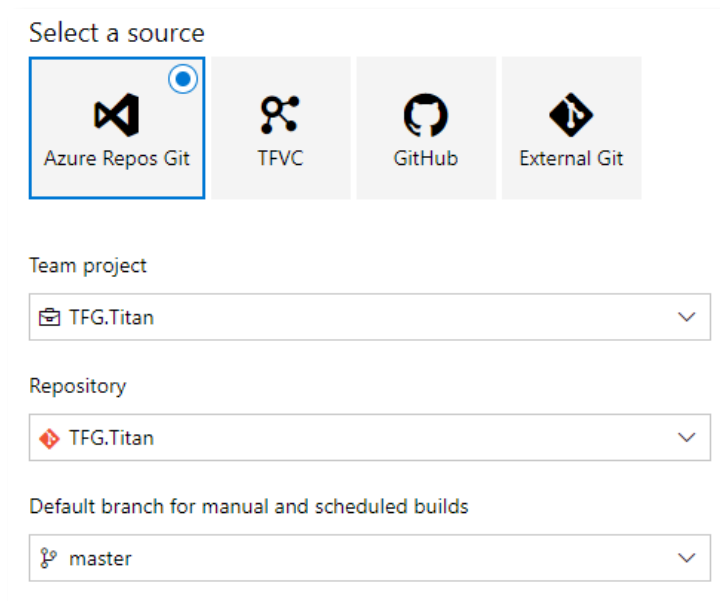 Select a source
Azure Repos Git
TFVC
GitHub
External Git
Team project
TFG.Titan
Repository
TFG.Titan
Default branch for manual and scheduled builds
master